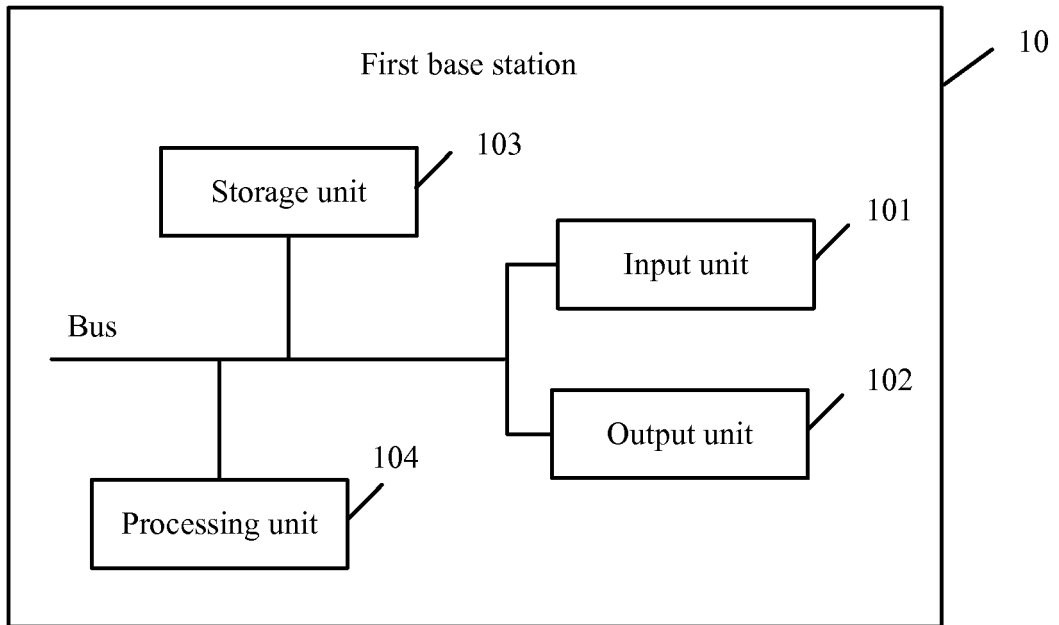 10
First base station
103
Storage unit
101
Input unit
Bus
102
Output unit
104
Processing unit